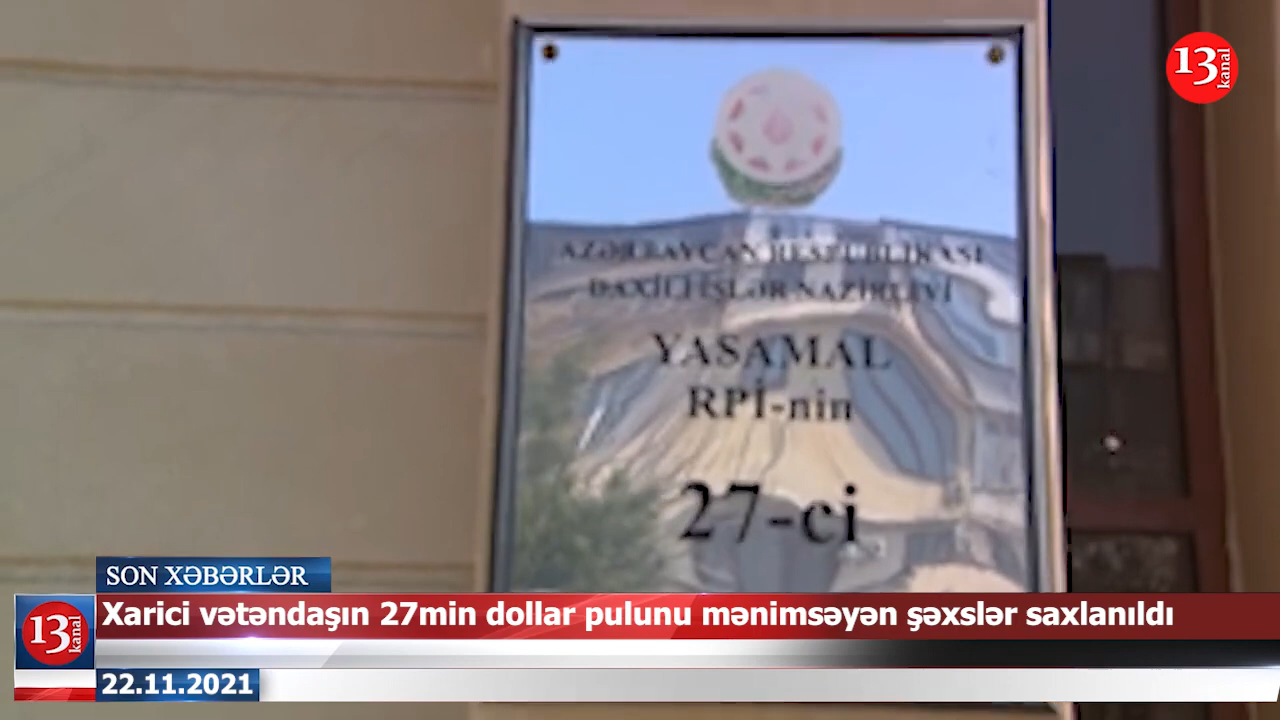 13 kanal
AZƏRBAYCAN RESPUBLİKASI
DAXİLİ İŞLƏR NAZİRLİYİ
YASAMAL
RPİ-nin
27-ci
SON XƏBƏRLƏR
13 kanal
Xarici vətəndaşın 27min dollar pulunu mənimsəyən şəxslər saxlanıldı
22.11.2021